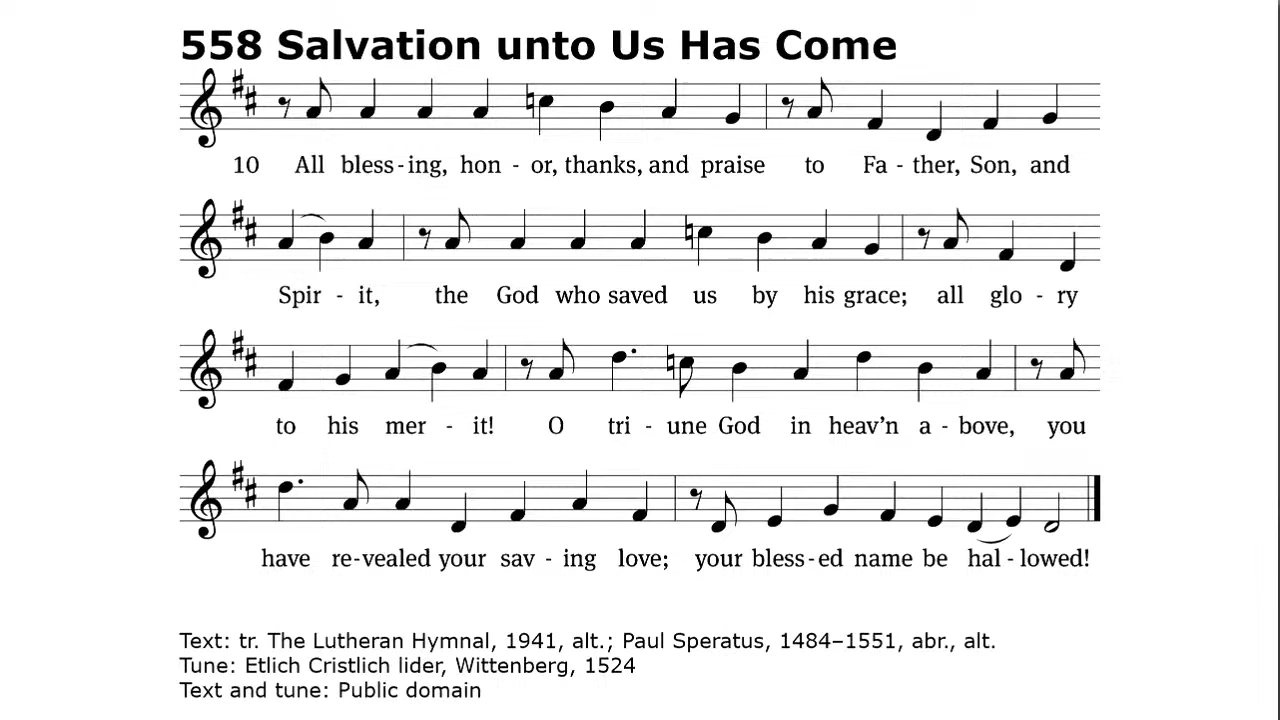 558 Salvation unto Us Has Come
10 All bless - ing, hon - or, thanks, and praise to Fa - ther, Son, and
Spir - it, the God who saved us by his grace; all glo - ry
to his mer - it! O tri - une God in heav’n a - bove, you
have re - vealed your sav - ing love; your bless - ed name be hal - lowed!
Text: tr. The Lutheran Hymnal, 1941, alt.; Paul Speratus, 1484–1551, abr., alt.
Tune: Etlich Cristlich lider, Wittenberg, 1524
Text and tune: Public domain